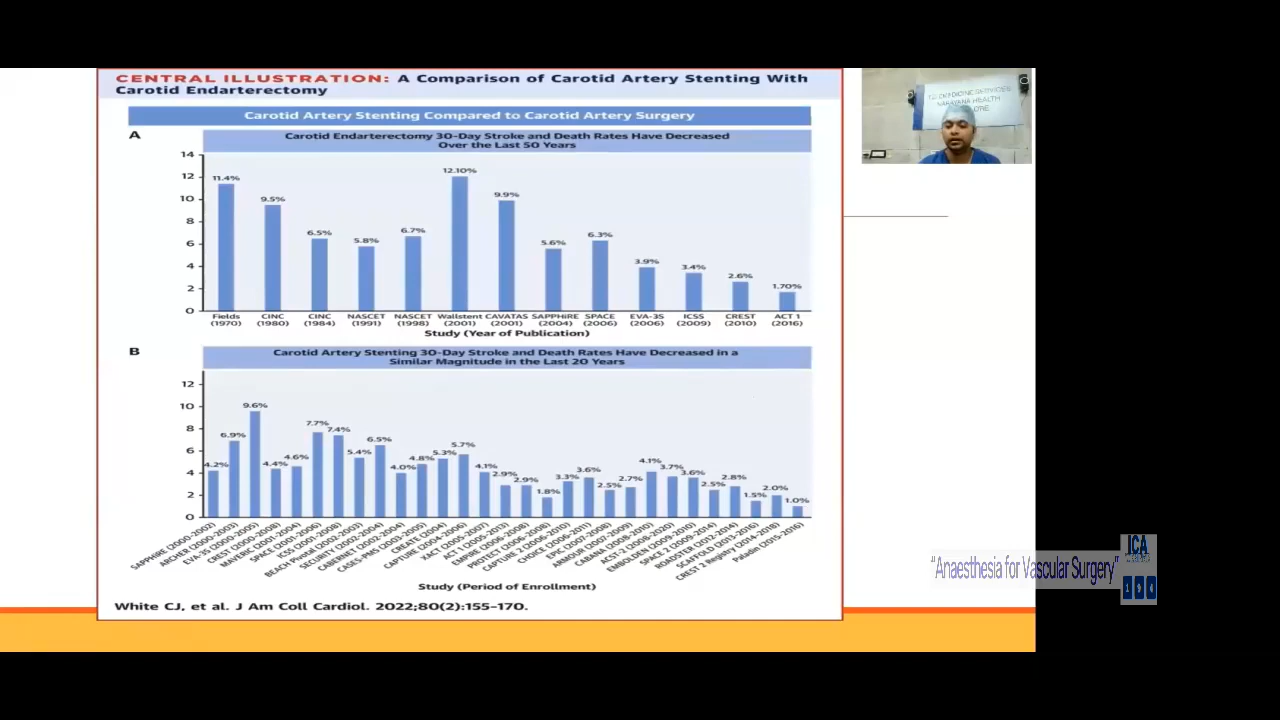 CENTRAL ILLUSTRATION: A Comparison of Carotid Artery Stenting With
Carotid Endarterectomy
Carotid Artery Stenting Compared to Carotid Artery Surgery
A
Carotid Endarterectomy 30-Day Stroke and Death Rates Have Decreased
Over the Last 50 Years
14
12
10
8
6
4
2
0
11.4%
9.5%
6.5%
5.8%
6.7%
12.10%
9.9%
5.6%
6.3%
3.9%
3.4%
2.6%
1.70%
Fields (1970)
CINC (1980)
CINC (1984)
NASCET (1991)
NASCET (1998)
Wallstent (2001)
CAVATAS (2001)
SAPPHIRE (2004)
SPACE (2006)
EVA-3S (2006)
ICSS (2009)
CREST (2010)
ACT 1 (2016)
Study (Year of Publication)
B
Carotid Artery Stenting 30-Day Stroke and Death Rates Have Decreased in a
Similar Magnitude in the Last 20 Years
12
10
8
6
4
2
0
4.2%
6.9%
9.6%
4.4%
4.6%
7.7%
7.4%
5.4%
6.5%
4.0%
4.8%
5.3%
5.7%
4.1%
2.9%
2.9%
1.8%
3.3%
3.6%
2.5%
2.7%
4.1%
3.7%
3.6%
2.5%
2.8%
1.5%
2.0%
1.0%
SAPPHIRE (2000-2002)
ARCHER (2000-2003)
EVA-3S (2000-2005)
CREST (2000-2008)
MAVERIC (2001-2004)
SPACE (2001-2006)
ICSS (2001-2008)
BEACH Pivotal (2002-2003)
SECURITY (2002-2004)
CABERNET (2002-2004)
CASES-PMS (2003-2005)
CREATE (2004)
CAPTURE (2004-2006)
XACT (2005-2007)
ACT 1 (2005-2013)
EMPIRE (2006-2008)
PROTECT (2006-2008)
CAPTURE 2 (2006-2010)
CHOICE (2006-2011)
EPIC (2007-2008)
ARMOUR (2007-2009)
CABANA (2008-2010)
ACST-2 (2008-2020)
EMBOLDEN (2009-2010)
SPACE 2 (2009-2014)
ROADSTER (2012-2014)
SCAFFOLD (2013-2015)
CREST 2 Registry (2014-2018)
Paladin (2015-2016)
Study (Period of Enrollment)
White CJ, et al. J Am Coll Cardiol. 2022;80(2):155-170.
SERVICES
NARAYANA HEALTH
ICA
"Anaesthesia for Vascular Surgery"